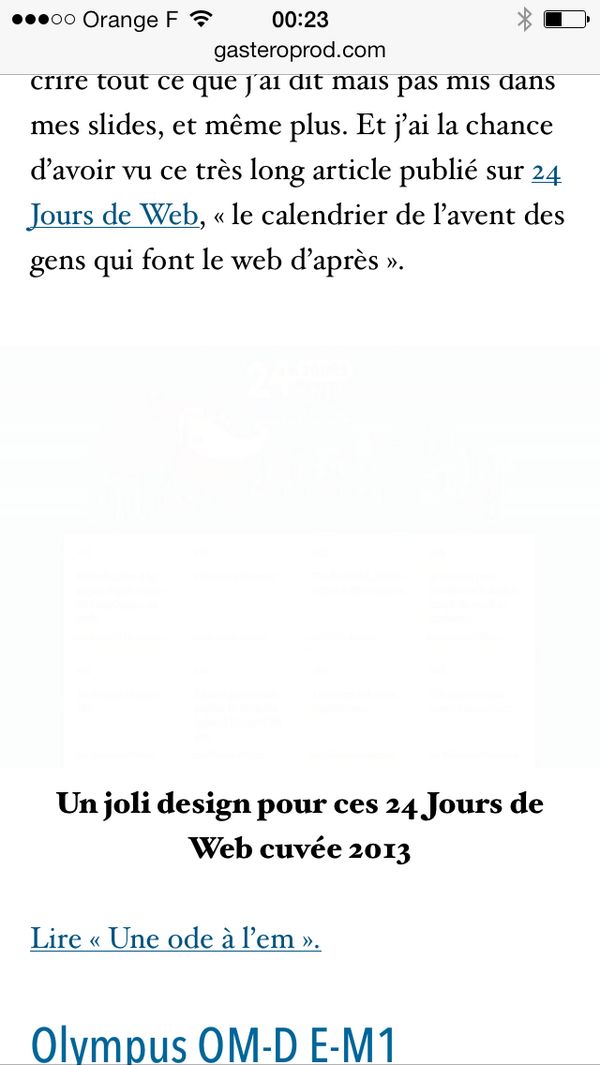 Orange F 00:23
gasteroprod.com
crire tout ce que j’ai dit mais pas mis dans
mes slides, et même plus. Et j’ai la chance
d’avoir vu ce très long article publié sur 24
Jours de Web, « le calendrier de l’avent des
gens qui font le web d’après ».
24
Un joli design pour ces 24 Jours de
Web cuvée 2013
Lire « Une ode à l’em ».
Olympus OM-D E-M1